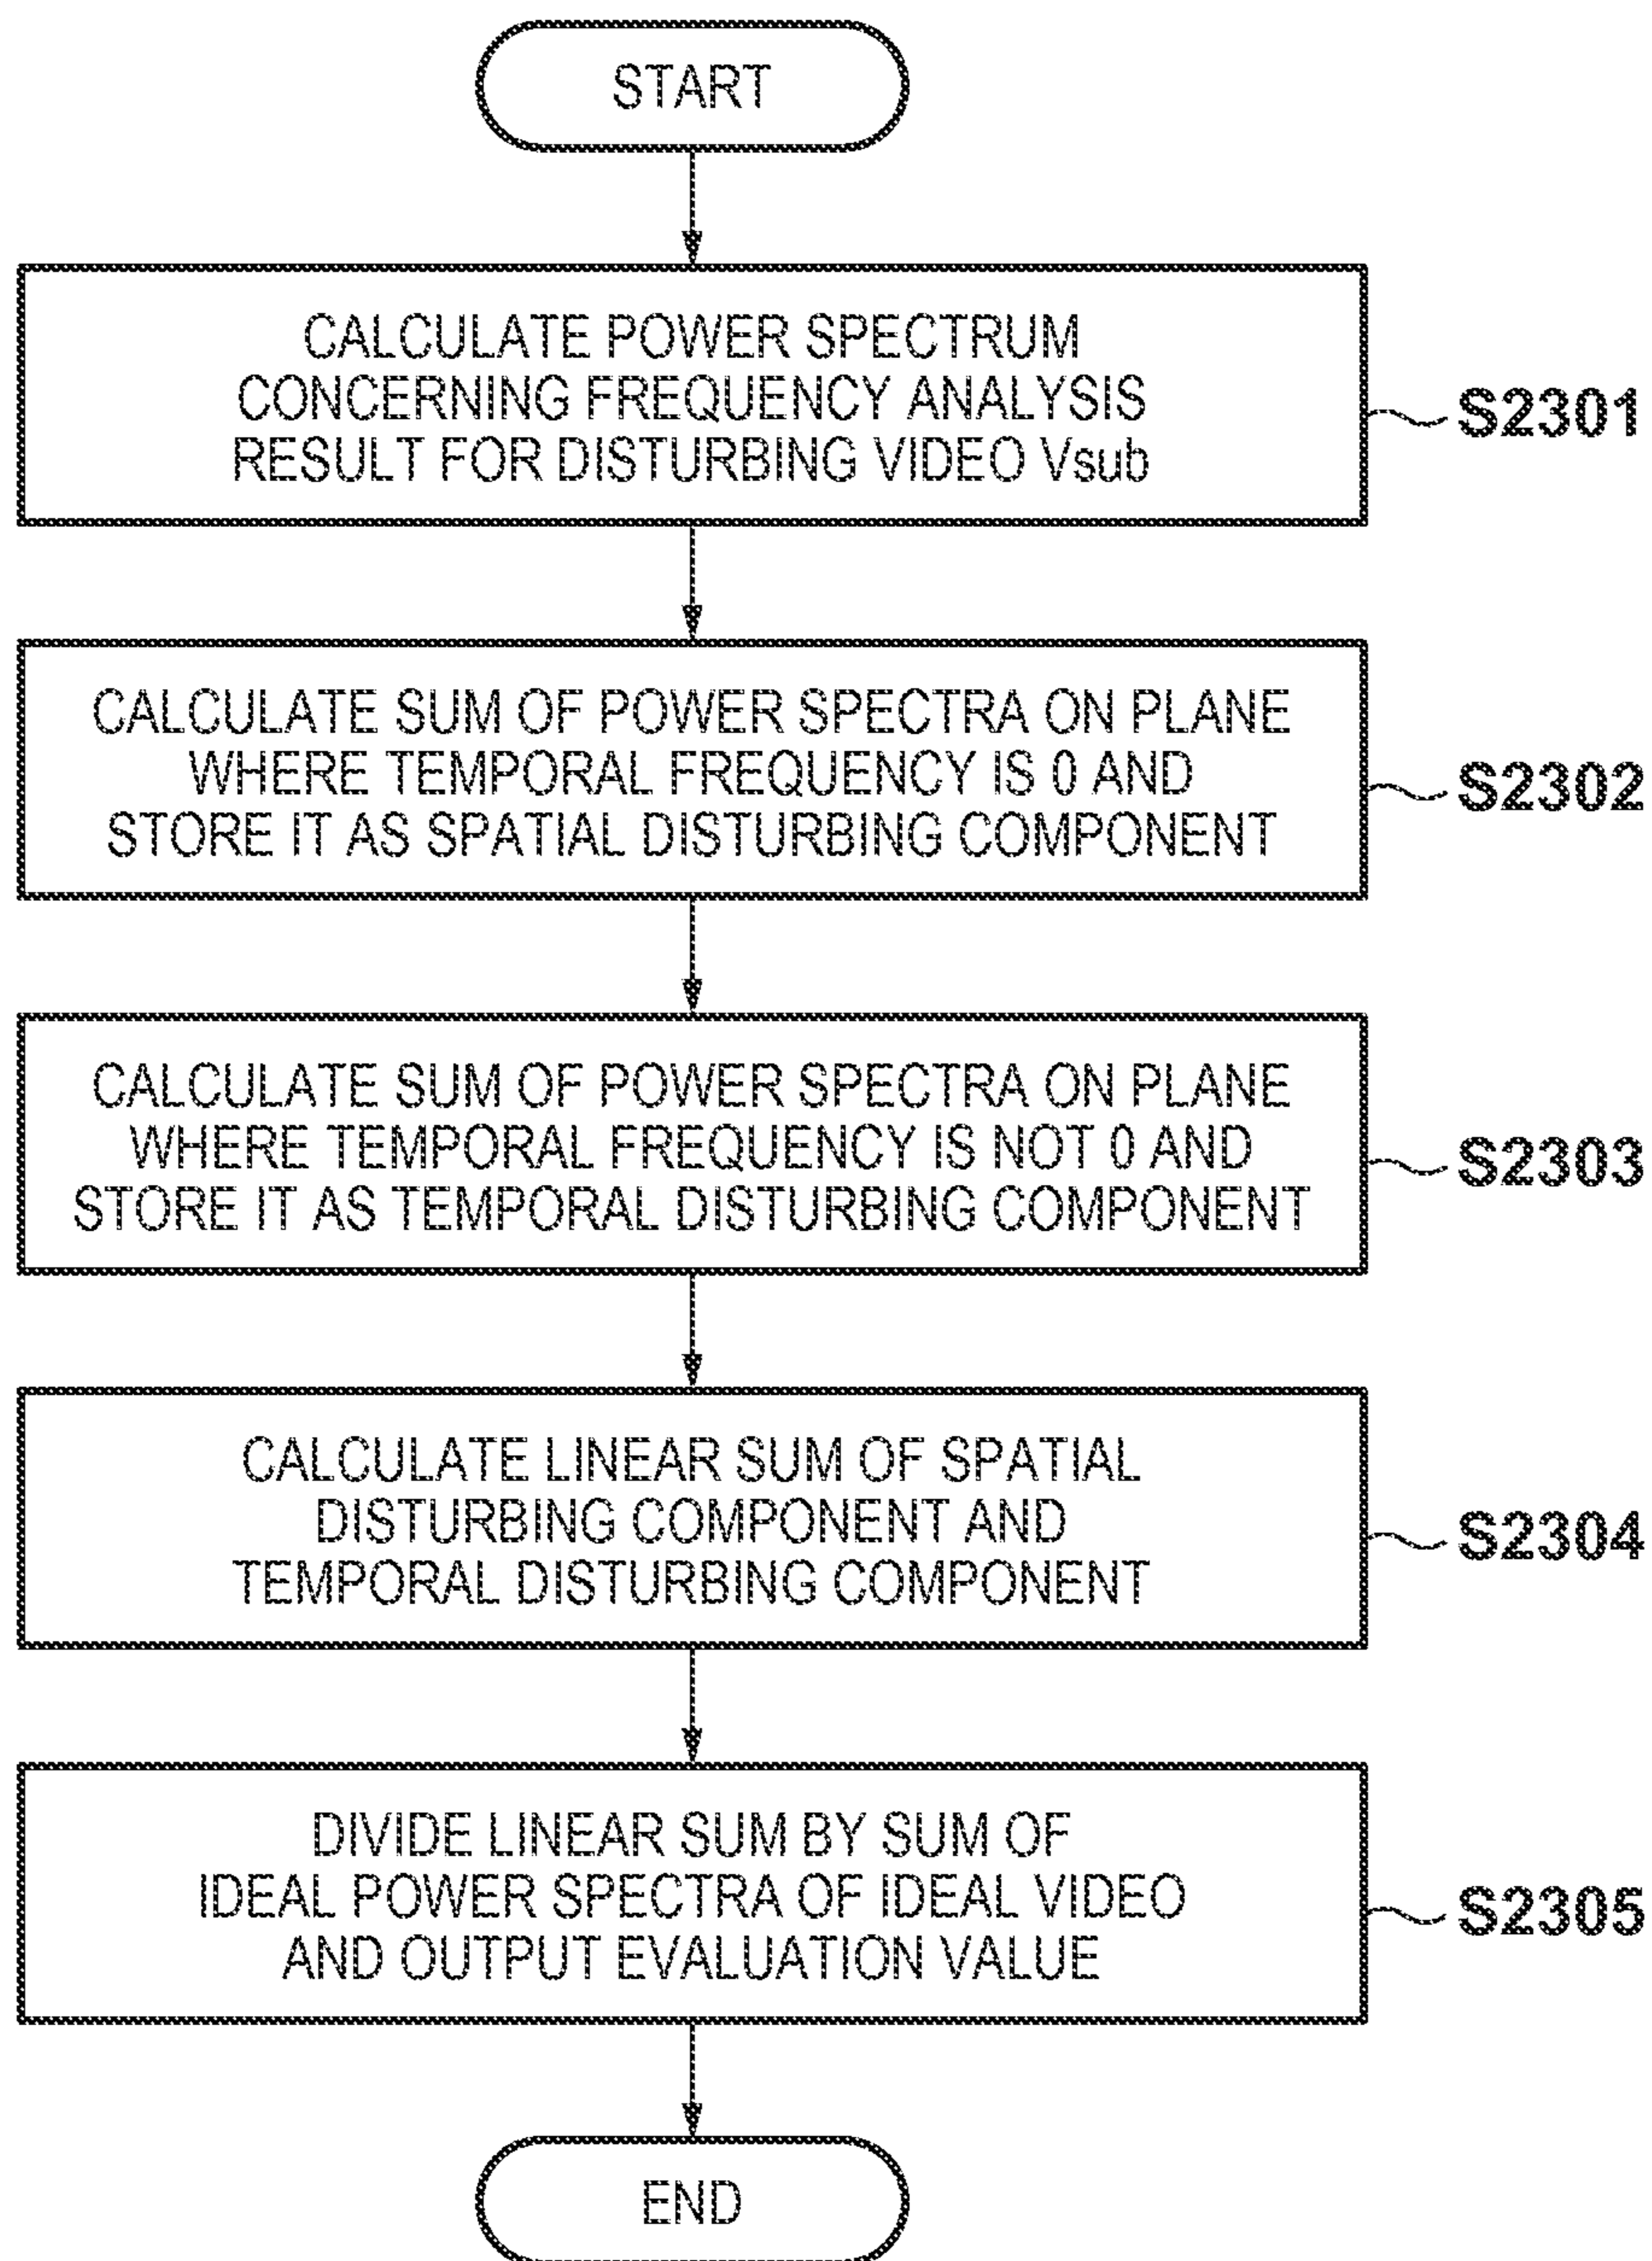 START
CALCULATE POWER SPECTRUM
CONCERNING FREQUENCY ANALYSIS
RESULT FOR DISTURBING VIDEO Vsub
S2301
CALCULATE SUM OF POWER SPECTRA ON PLANE
WHERE TEMPORAL FREQUENCY IS 0 AND
STORE IT AS SPATIAL DISTURBING COMPONENT
S2302
CALCULATE SUM OF POWER SPECTRA ON PLANE
WHERE TEMPORAL FREQUENCY IS NOT 0 AND
STORE IT AS TEMPORAL DISTURBING COMPONENT
S2303
CALCULATE LINEAR SUM OF SPATIAL
DISTURBING COMPONENT AND
TEMPORAL DISTURBING COMPONENT
S2304
DIVIDE LINEAR SUM BY SUM OF
IDEAL POWER SPECTRA OF IDEAL VIDEO
AND OUTPUT EVALUATION VALUE
S2305
END